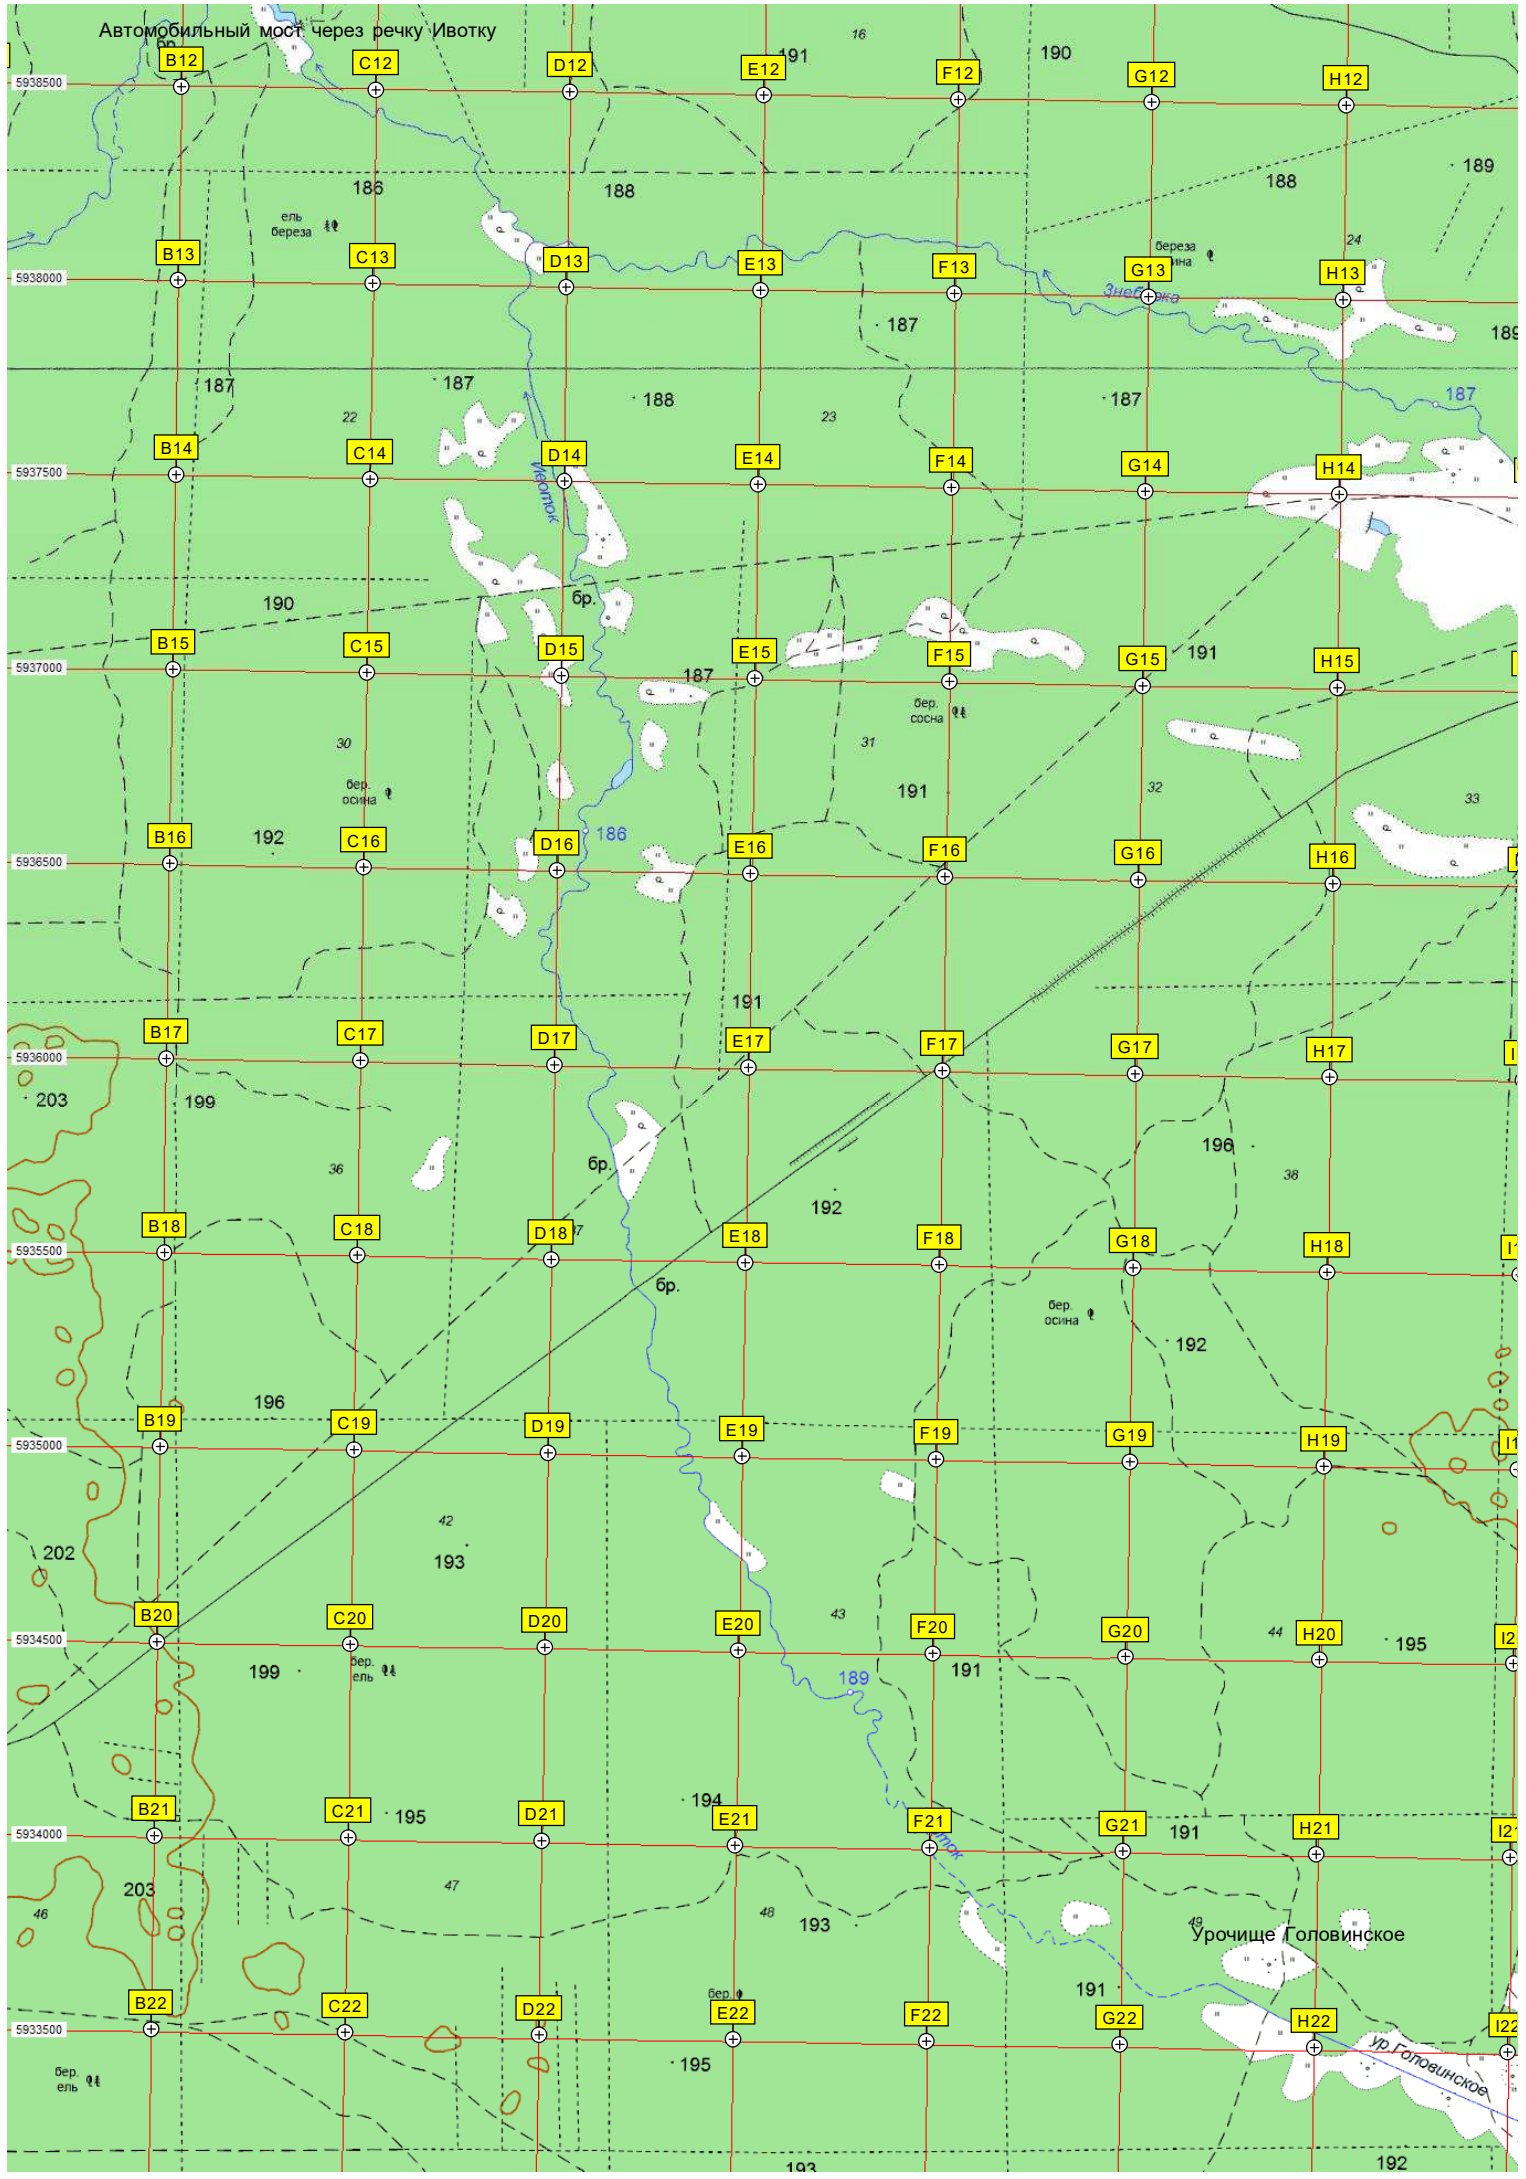 Автомобильный мост через речку Ивотку
бр.
16
191
190
B12
C12
D12
E12
F12
G12
H12
5938500
186
188
188
189
ель
береза
береза
24
B13
C13
D13
E13
F13
G13
H13
5938000
187
189
187
187
188
187
187
22
23
B14
C14
D14
E14
F14
G14
H14
5937500
Ивоток
190
бр.
B15
C15
D15
E15
F15
G15
H15
191
5937000
187
бер.
сосна
30
31
32
33
бер.
осина
191
192
186
B16
C16
D16
E16
F16
G16
H16
5936500
191
B17
C17
D17
E17
F17
G17
H17
5936000
203
199
196
36
бр.
38
192
B18
C18
D18
E18
F18
G18
H18
5935500
бр.
бер.
осина
192
196
B19
C19
D19
E19
F19
G19
H19
5935000
42
202
193
43
44
B20
C20
D20
E20
F20
G20
H20
195
5934500
199
бер.
ель
191
189
194
B21
195
C21
D21
E21
F21
G21
191
H21
5934000
203
47
46
48
193
49
Урочище Головинское
бер.
191
B22
C22
D22
E22
F22
G22
H22
I22
5933500
ур.Головинское
195
бер.
ель
193
192